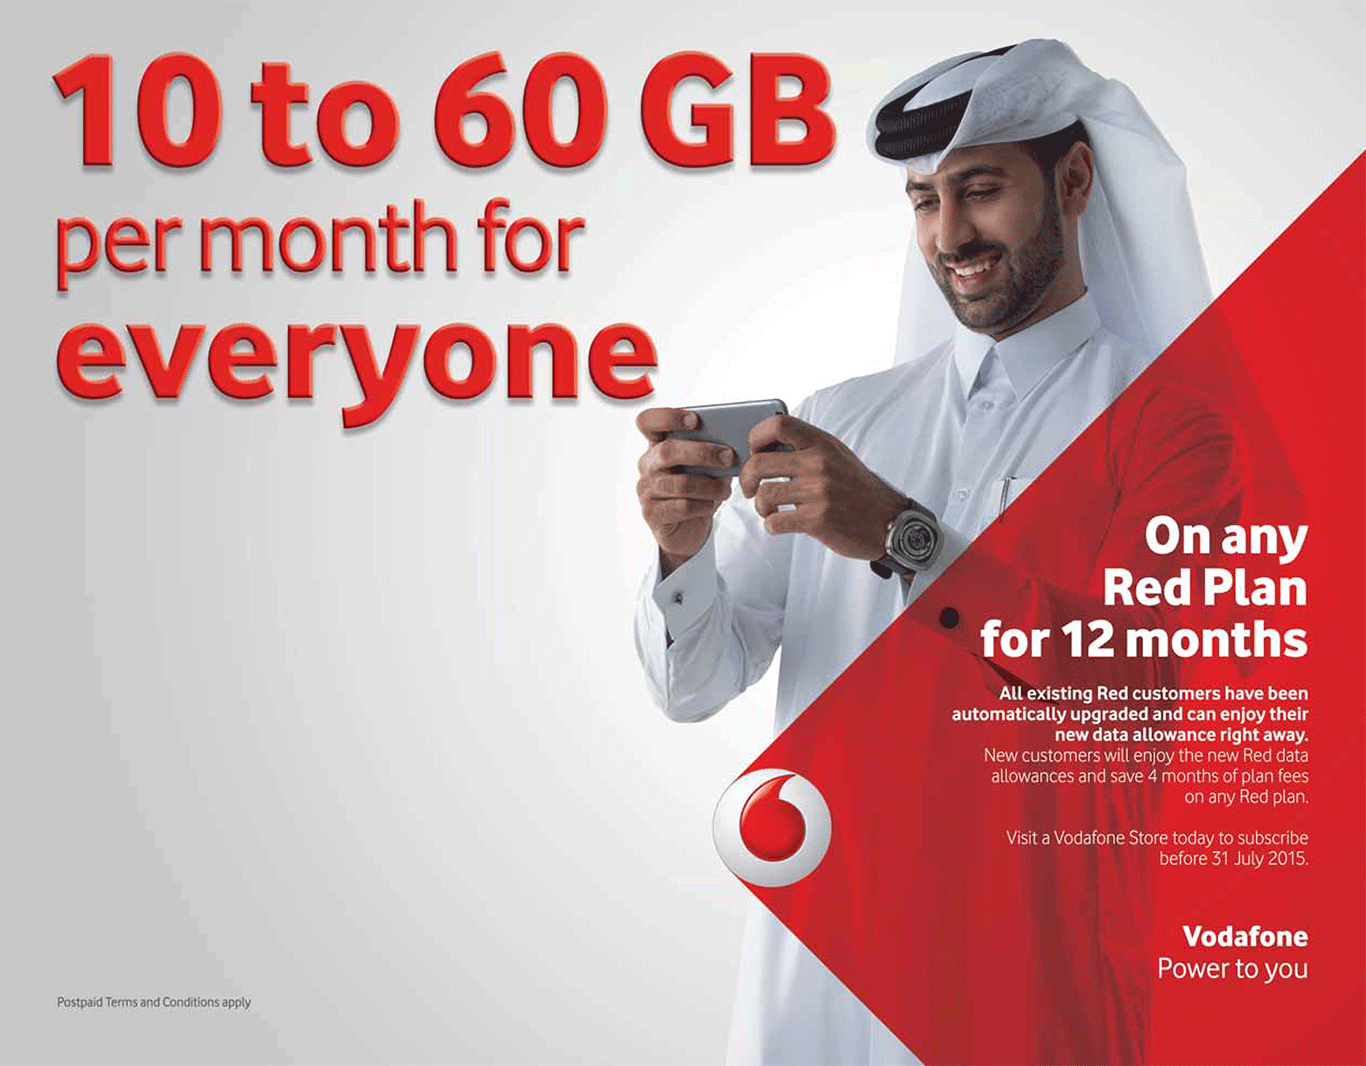 10 to 60 GB
per month for
everyone
On any
Red Plan
for 12 months
All existing Red customers have been
automatically upgraded and can enjoy their
new data allowance right away.
New customers will enjoy the new Red data
allowances and save 4 months of plan fees
on any Red plan.
Visit a Vodafone Store today to subscribe
before 31 July 2015.
Vodafone
Power to you
Postpaid Terms and Conditions apply